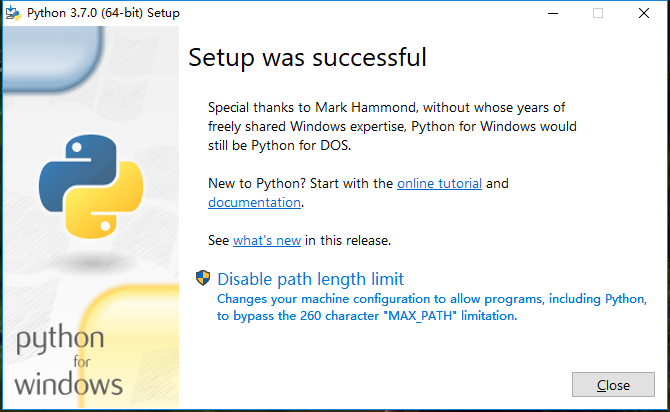 Python 3.7.0 (64-bit) Setup
Setup was successful
Special thanks to Mark Hammond, without whose years of
freely shared Windows expertise, Python for Windows would
still be Python for DOS.
New to Python? Start with the online tutorial and
documentation.
See what's new in this release.
Disable path length limit
Changes your machine configuration to allow programs, including Python,
to bypass the 260 character "MAX_PATH" limitation.
python
for
windows
Close